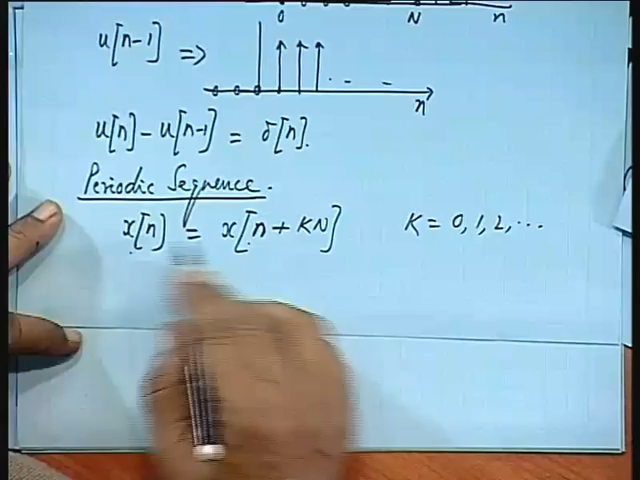 0 N n
u[n-1] ⇒
n
u[n] - u[n-1] = δ[n].
Periodic Sequence.
x[n] = x[n + KN] K = 0, 1, 2, ...